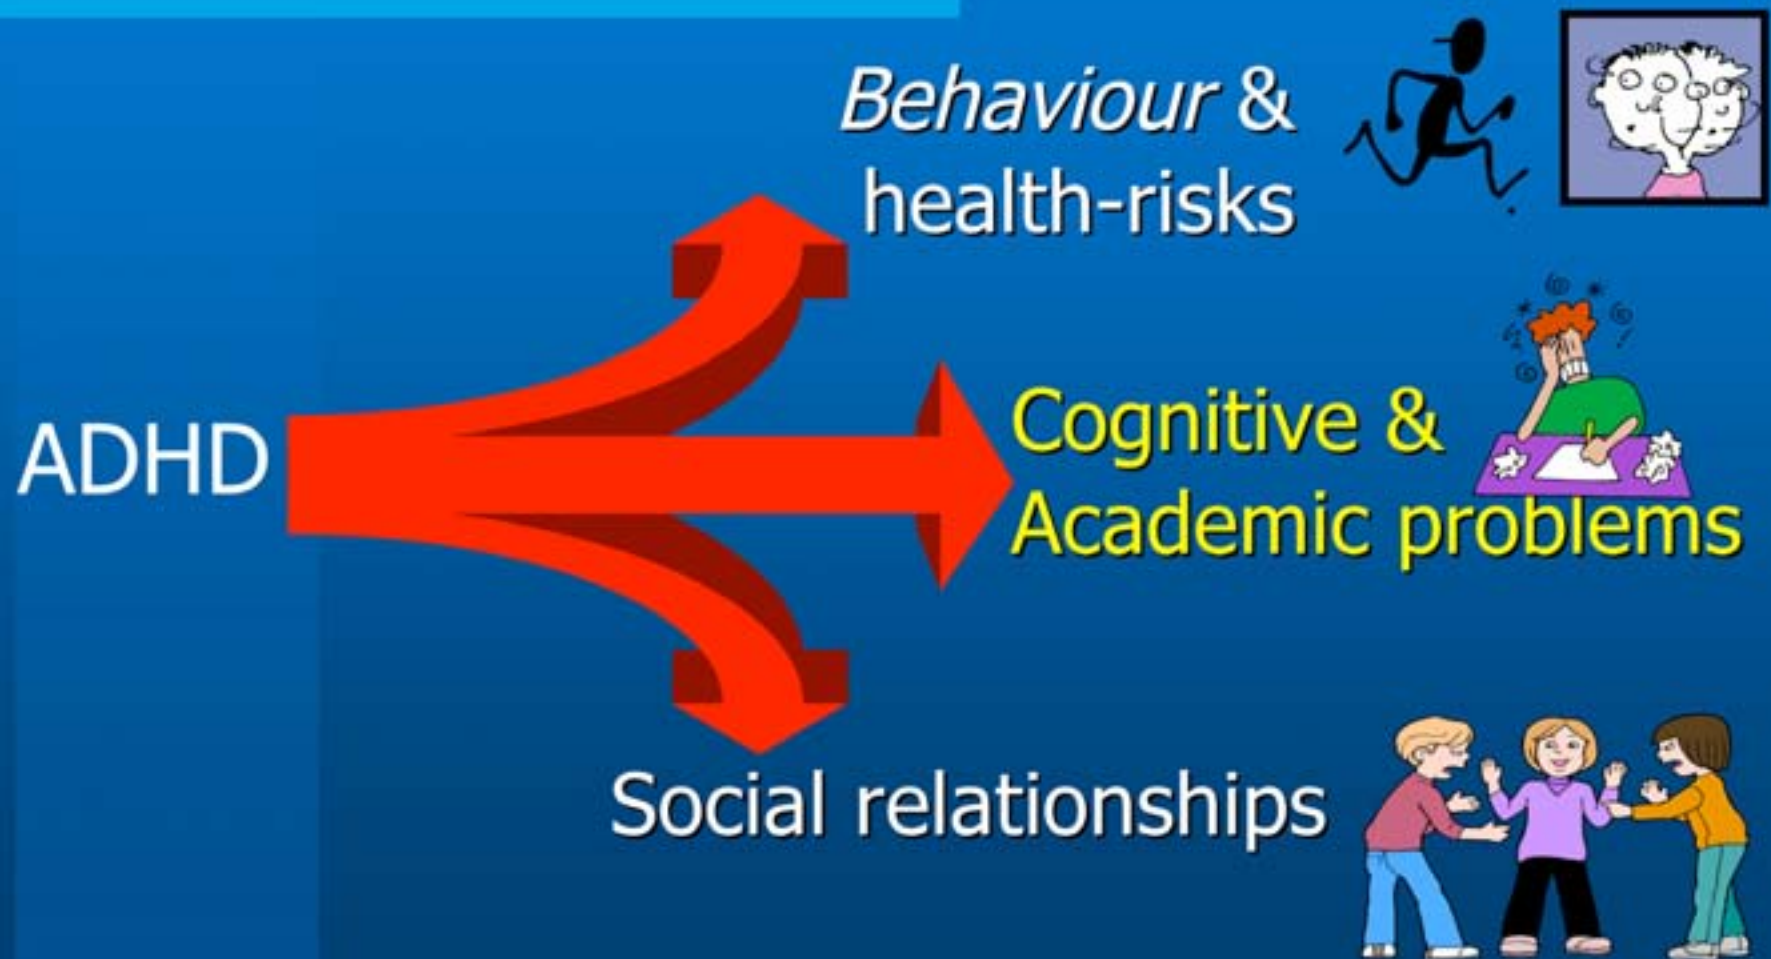 Behaviour &
health-risks
ADHD
Cognitive &
Academic problems
Social relationships